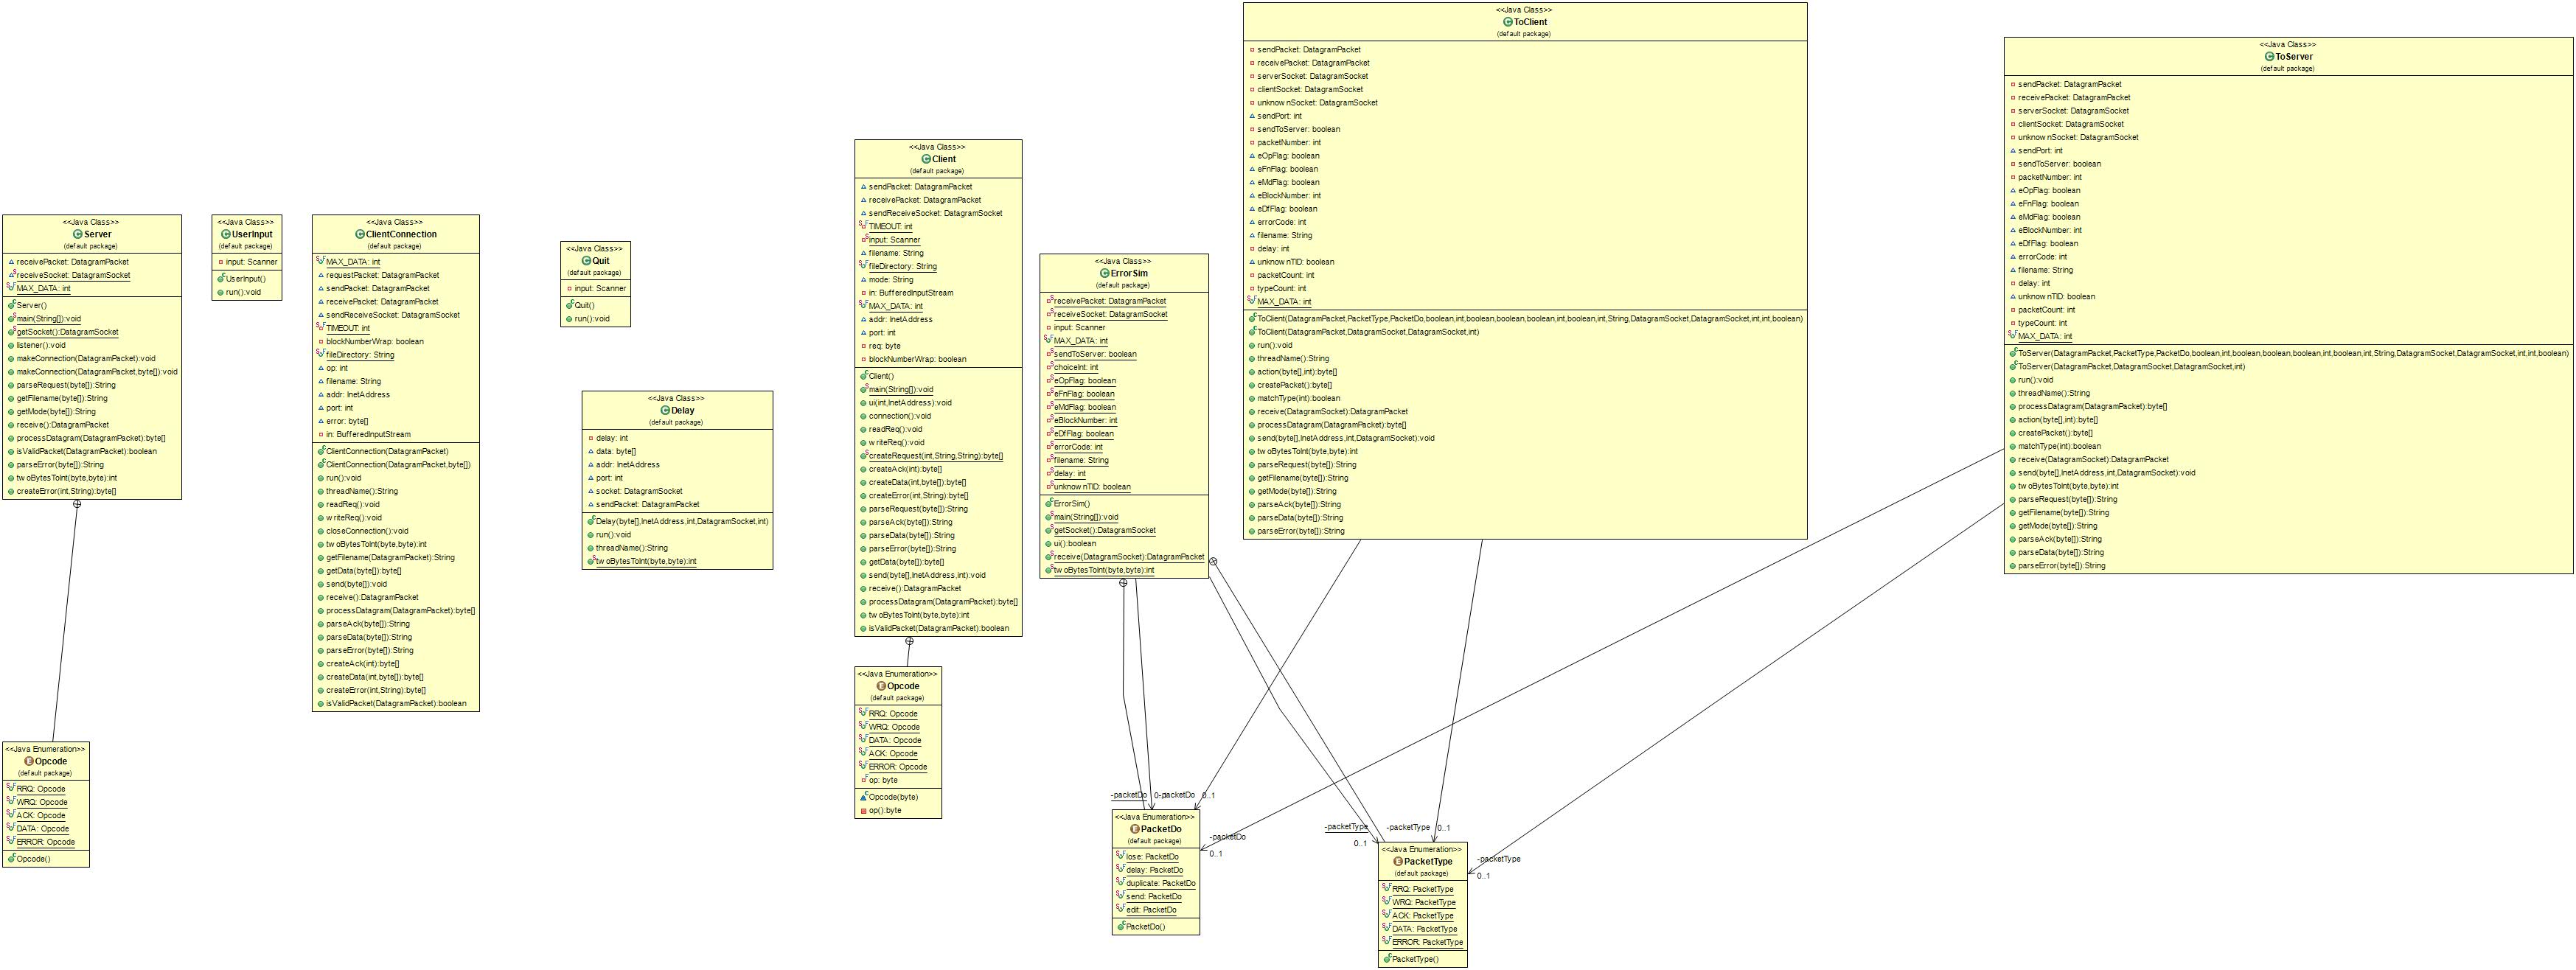 <<Java Class>>
Server
(default package)
receivePacket: DatagramPacket
receiveSocket: DatagramSocket
MAX_DATA: int
Server()
main(String[]):void
getSocket():DatagramSocket
listener():void
makeConnection(DatagramPacket):void
makeConnection(DatagramPacket,byte[]):void
parseRequest(byte[]):String
getFilename(byte[]):String
getMode(byte[]):String
receive():DatagramPacket
processDatagram(DatagramPacket):byte[]
isValidPacket(DatagramPacket):boolean
parseError(byte[]):String
twoBytesToInt(byte,byte):int
createError(int,String):byte[]
<<Java Enumeration>>
Opcode
(default package)
RRQ: Opcode
WRQ: Opcode
ACK: Opcode
DATA: Opcode
ERROR: Opcode
Opcode()
<<Java Class>>
UserInput
(default package)
input: Scanner
UserInput()
run():void
<<Java Class>>
ClientConnection
(default package)
MAX_DATA: int
requestPacket: DatagramPacket
sendPacket: DatagramPacket
receivePacket: DatagramPacket
sendReceiveSocket: DatagramSocket
TIMEOUT: int
blockNumberWrap: boolean
fileDirectory: String
op: int
filename: String
addr: InetAddress
port: int
error: byte[]
in: BufferedInputStream
ClientConnection(DatagramPacket)
ClientConnection(DatagramPacket,byte[])
run():void
threadName():String
readReq():void
writeReq():void
closeConnection():void
twoBytesToInt(byte,byte):int
getFilename(DatagramPacket):String
getData(byte[]):byte[]
send(byte[]):void
receive():DatagramPacket
processDatagram(DatagramPacket):byte[]
parseAck(byte[]):String
parseData(byte[]):String
parseError(byte[]):String
createAck(int):byte[]
createData(int,byte[]):byte[]
createError(int,String):byte[]
isValidPacket(DatagramPacket):boolean
<<Java Class>>
Quit
(default package)
input: Scanner
Quit()
run():void
<<Java Class>>
Delay
(default package)
delay: int
data: byte[]
addr: InetAddress
port: int
socket: DatagramSocket
sendPacket: DatagramPacket
Delay(byte[],InetAddress,int,DatagramSocket,int)
run():void
threadName():String
twoBytesToInt(byte,byte):int
<<Java Class>>
Client
(default package)
sendPacket: DatagramPacket
receivePacket: DatagramPacket
sendReceiveSocket: DatagramSocket
TIMEOUT: int
input: Scanner
filename: String
fileDirectory: String
mode: String
in: BufferedInputStream
MAX_DATA: int
addr: InetAddress
port: int
req: byte
blockNumberWrap: boolean
Client()
main(String[]):void
ui(int,InetAddress):void
connection():void
readReq():void
writeReq():void
createRequest(int,String,String):byte[]
createAck(int):byte[]
createData(int,byte[]):byte[]
createError(int,String):byte[]
parseRequest(byte[]):String
parseAck(byte[]):String
parseData(byte[]):String
parseError(byte[]):String
getData(byte[]):byte[]
send(byte[],InetAddress,int):void
receive():DatagramPacket
processDatagram(DatagramPacket):byte[]
twoBytesToInt(byte,byte):int
isValidPacket(DatagramPacket):boolean
<<Java Enumeration>>
Opcode
(default package)
RRQ: Opcode
WRQ: Opcode
DATA: Opcode
ACK: Opcode
ERROR: Opcode
op: byte
Opcode(byte)
op():byte
<<Java Class>>
ErrorSim
(default package)
receivePacket: DatagramPacket
receiveSocket: DatagramSocket
input: Scanner
MAX_DATA: int
sendToServer: boolean
choiceInt: int
eOpFlag: boolean
eFnFlag: boolean
eMdFlag: boolean
eBlockNumber: int
eDfFlag: boolean
errorCode: int
filename: String
delay: int
unknownTID: boolean
ErrorSim()
main(String[]):void
getSocket():DatagramSocket
ui():boolean
receive(DatagramSocket):DatagramPacket
twoBytesToInt(byte,byte):int
<<Java Class>>
ToClient
(default package)
sendPacket: DatagramPacket
receivePacket: DatagramPacket
serverSocket: DatagramSocket
clientSocket: DatagramSocket
unknownSocket: DatagramSocket
sendPort: int
sendToServer: boolean
packetNumber: int
eOpFlag: boolean
eFnFlag: boolean
eMdFlag: boolean
eBlockNumber: int
eDfFlag: boolean
errorCode: int
filename: String
delay: int
unknownTID: boolean
packetCount: int
typeCount: int
MAX_DATA: int
ToClient(DatagramPacket,PacketType,PacketDo,boolean,int,boolean,boolean,boolean,int,boolean,int,String,DatagramSocket,DatagramSocket,int,int,boolean)
ToClient(DatagramPacket,DatagramSocket,DatagramSocket,int)
run():void
threadName():String
action(byte[],int):byte[]
createPacket():byte[]
matchType(int):boolean
receive(DatagramSocket):DatagramPacket
processDatagram(DatagramPacket):byte[]
send(byte[],InetAddress,int,DatagramSocket):void
twoBytesToInt(byte,byte):int
parseRequest(byte[]):String
getFilename(byte[]):String
getMode(byte[]):String
parseAck(byte[]):String
parseData(byte[]):String
parseError(byte[]):String
<<Java Class>>
ToServer
(default package)
sendPacket: DatagramPacket
receivePacket: DatagramPacket
serverSocket: DatagramSocket
clientSocket: DatagramSocket
unknownSocket: DatagramSocket
sendPort: int
sendToServer: boolean
packetNumber: int
eOpFlag: boolean
eFnFlag: boolean
eMdFlag: boolean
eBlockNumber: int
eDfFlag: boolean
errorCode: int
filename: String
delay: int
unknownTID: boolean
packetCount: int
typeCount: int
MAX_DATA: int
ToServer(DatagramPacket,PacketType,PacketDo,boolean,int,boolean,boolean,boolean,int,boolean,int,String,DatagramSocket,DatagramSocket,int,int,boolean)
ToServer(DatagramPacket,DatagramSocket,DatagramSocket,int)
run():void
threadName():String
processDatagram(DatagramPacket):byte[]
action(byte[],int):byte[]
createPacket():byte[]
matchType(int):boolean
receive(DatagramSocket):DatagramPacket
send(byte[],InetAddress,int,DatagramSocket):void
twoBytesToInt(byte,byte):int
parseRequest(byte[]):String
getFilename(byte[]):String
getMode(byte[]):String
parseAck(byte[]):String
parseData(byte[]):String
parseError(byte[]):String
-packetDo
-packetDo 0..1
-packetDo
0..1
<<Java Enumeration>>
PacketDo
(default package)
lose: PacketDo
delay: PacketDo
duplicate: PacketDo
send: PacketDo
edit: PacketDo
PacketDo()
-packetType
0..1
-packetType 0..1
-packetType
0..1
<<Java Enumeration>>
PacketType
(default package)
RRQ: PacketType
WRQ: PacketType
ACK: PacketType
DATA: PacketType
ERROR: PacketType
PacketType()